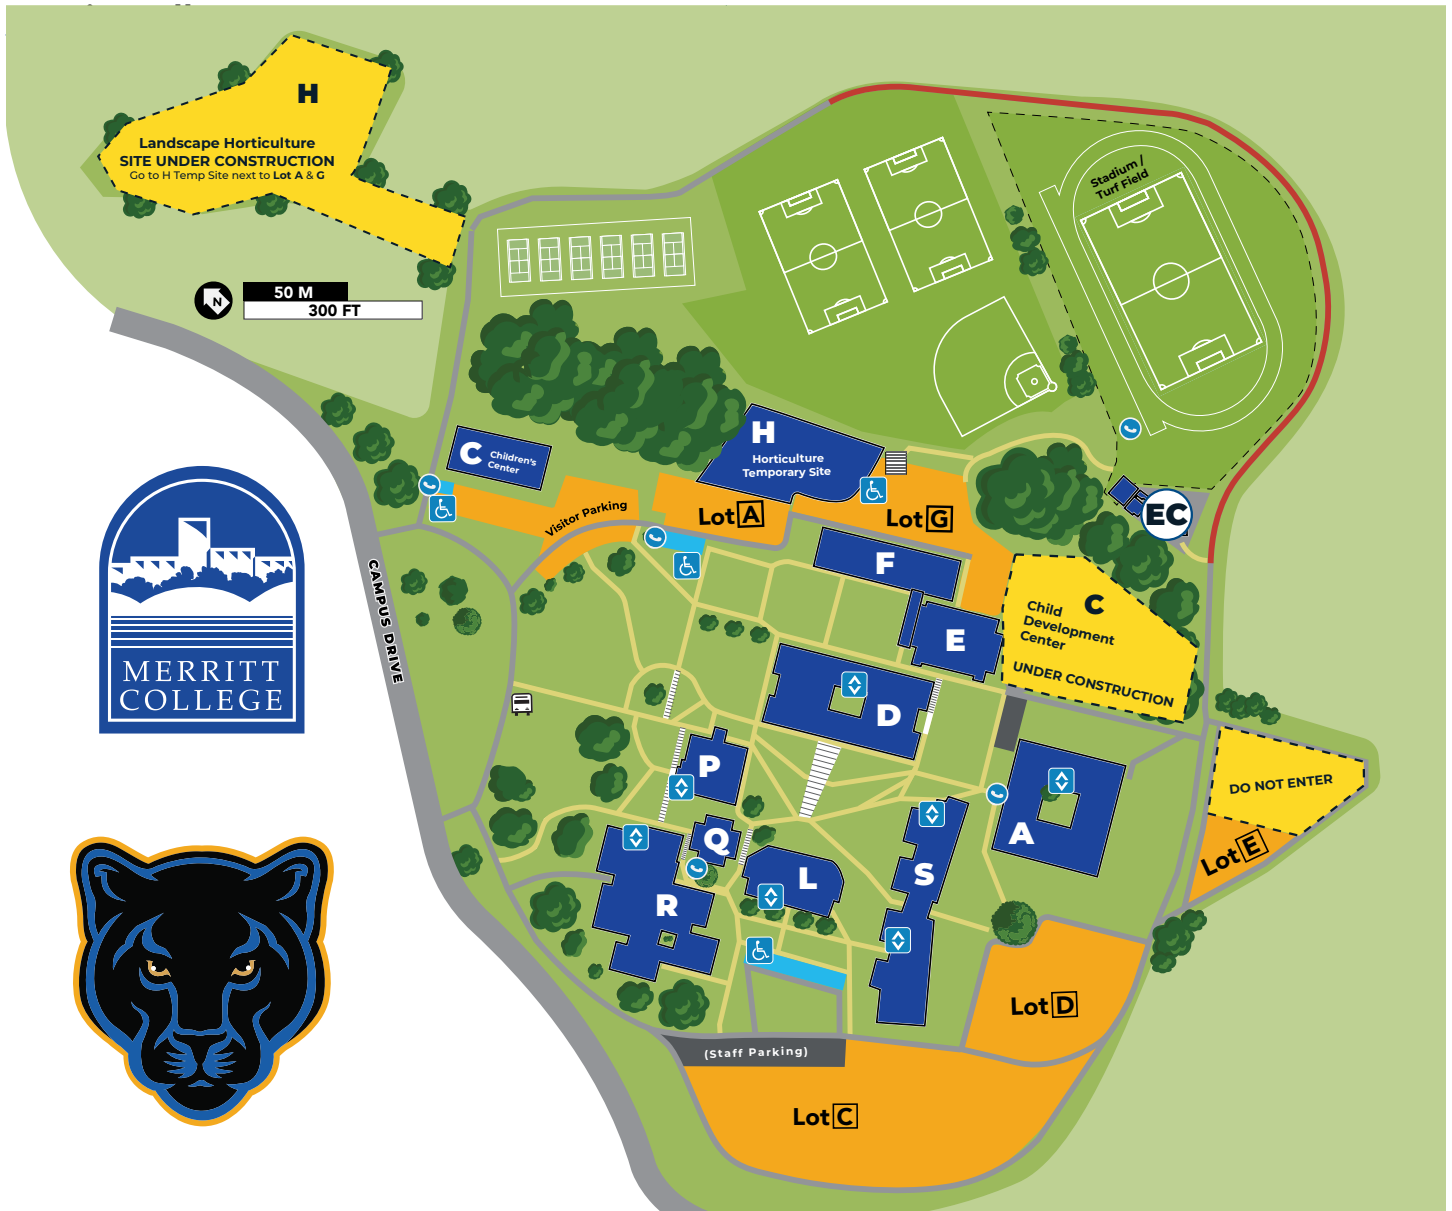 H
Landscape Horticulture
SITE UNDER CONSTRUCTION
Go to H Temp Site next to Lot A & G
N
50 M
300 FT
Stadium /
Turf Field
C
Children's
Center
H
Horticulture
Temporary Site
Visitor Parking
Lot A
Lot G
EC
F
E
C
Child
Development
Center
UNDER CONSTRUCTION
CAMPUS DRIVE
MERRITT
COLLEGE
D
P
DO NOT ENTER
A
Q
Lot E
L
S
R
Lot D
(Staff Parking)
Lot C